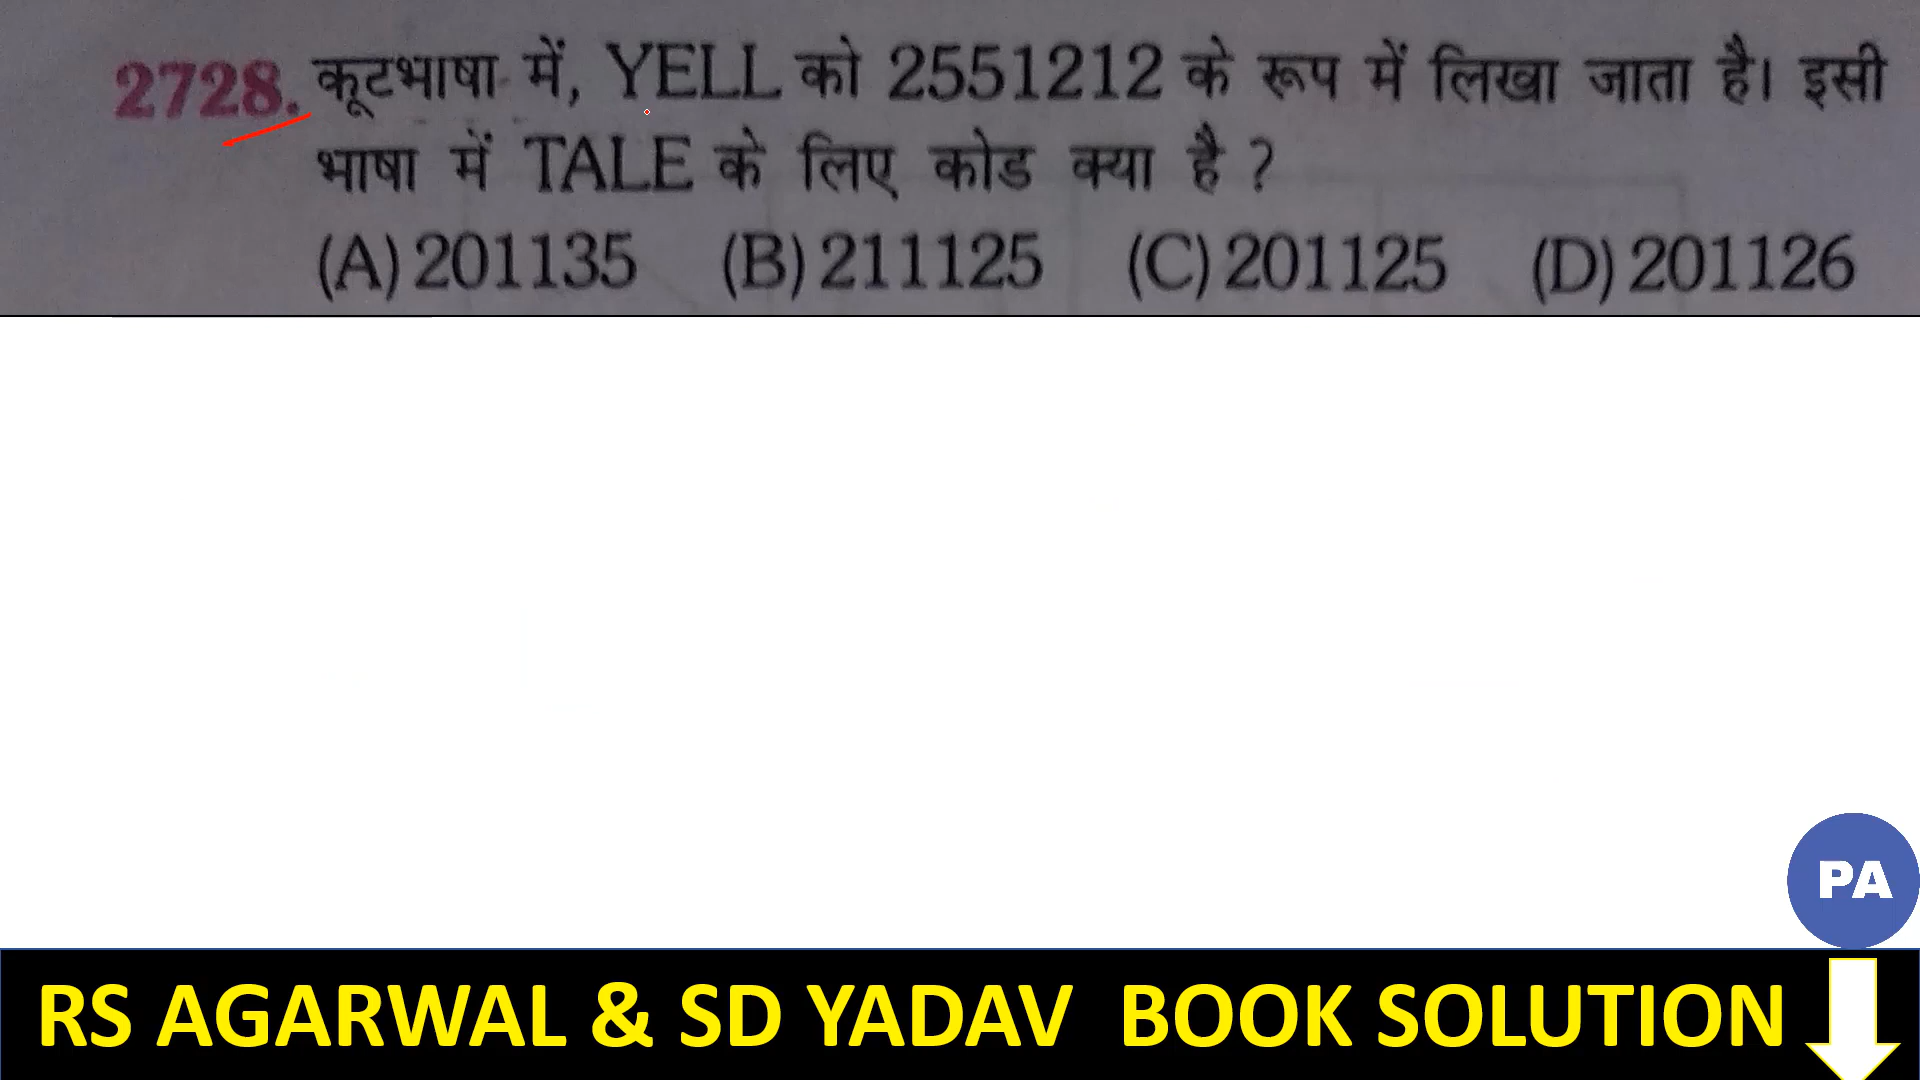 2728. कूटभाषा में, YELL को 2551212 के रूप में लिखा जाता है। इसी
भाषा में TALE के लिए कोड क्या है ?
(A) 201135 (B) 211125 (C) 201125 (D) 201126
PA
RS AGARWAL & SD YADAV BOOK SOLUTION